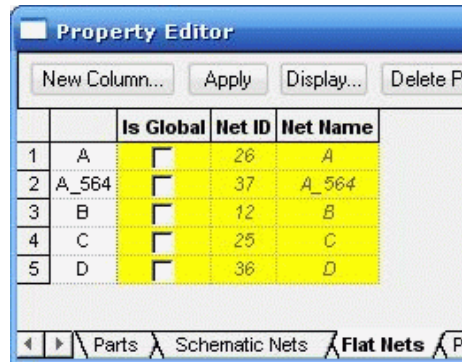 Property Editor
New Column... Apply Display... Delete P
Is Global Net ID Net Name
1 A 26 A
2 A_564 37 A_564
3 B 12 B
4 C 25 C
5 D 36 D
Parts Schematic Nets Flat Nets P